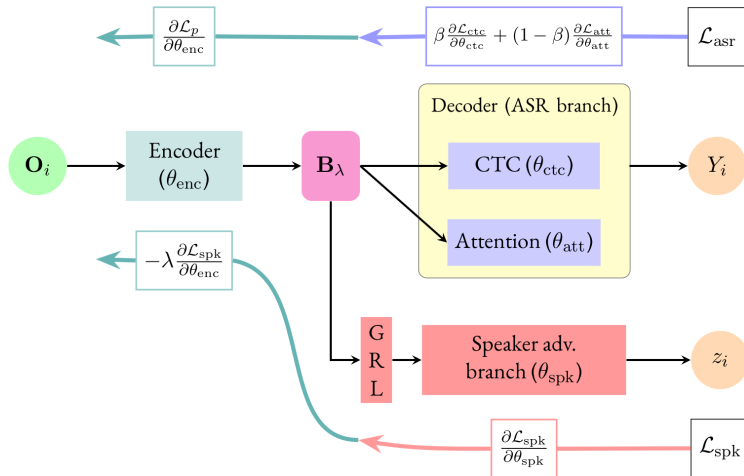 ∂ℒ_p/∂θ_enc
β ∂ℒ_ctc/∂θ_ctc + (1 − β) ∂ℒ_att/∂θ_att
ℒ_asr
Decoder (ASR branch)
O_i
Encoder
(θ_enc)
B_λ
CTC (θ_ctc)
Y_i
Attention (θ_att)
−λ ∂ℒ_spk/∂θ_enc
G
R
L
Speaker adv.
branch (θ_spk)
z_i
∂ℒ_spk/∂θ_spk
ℒ_spk